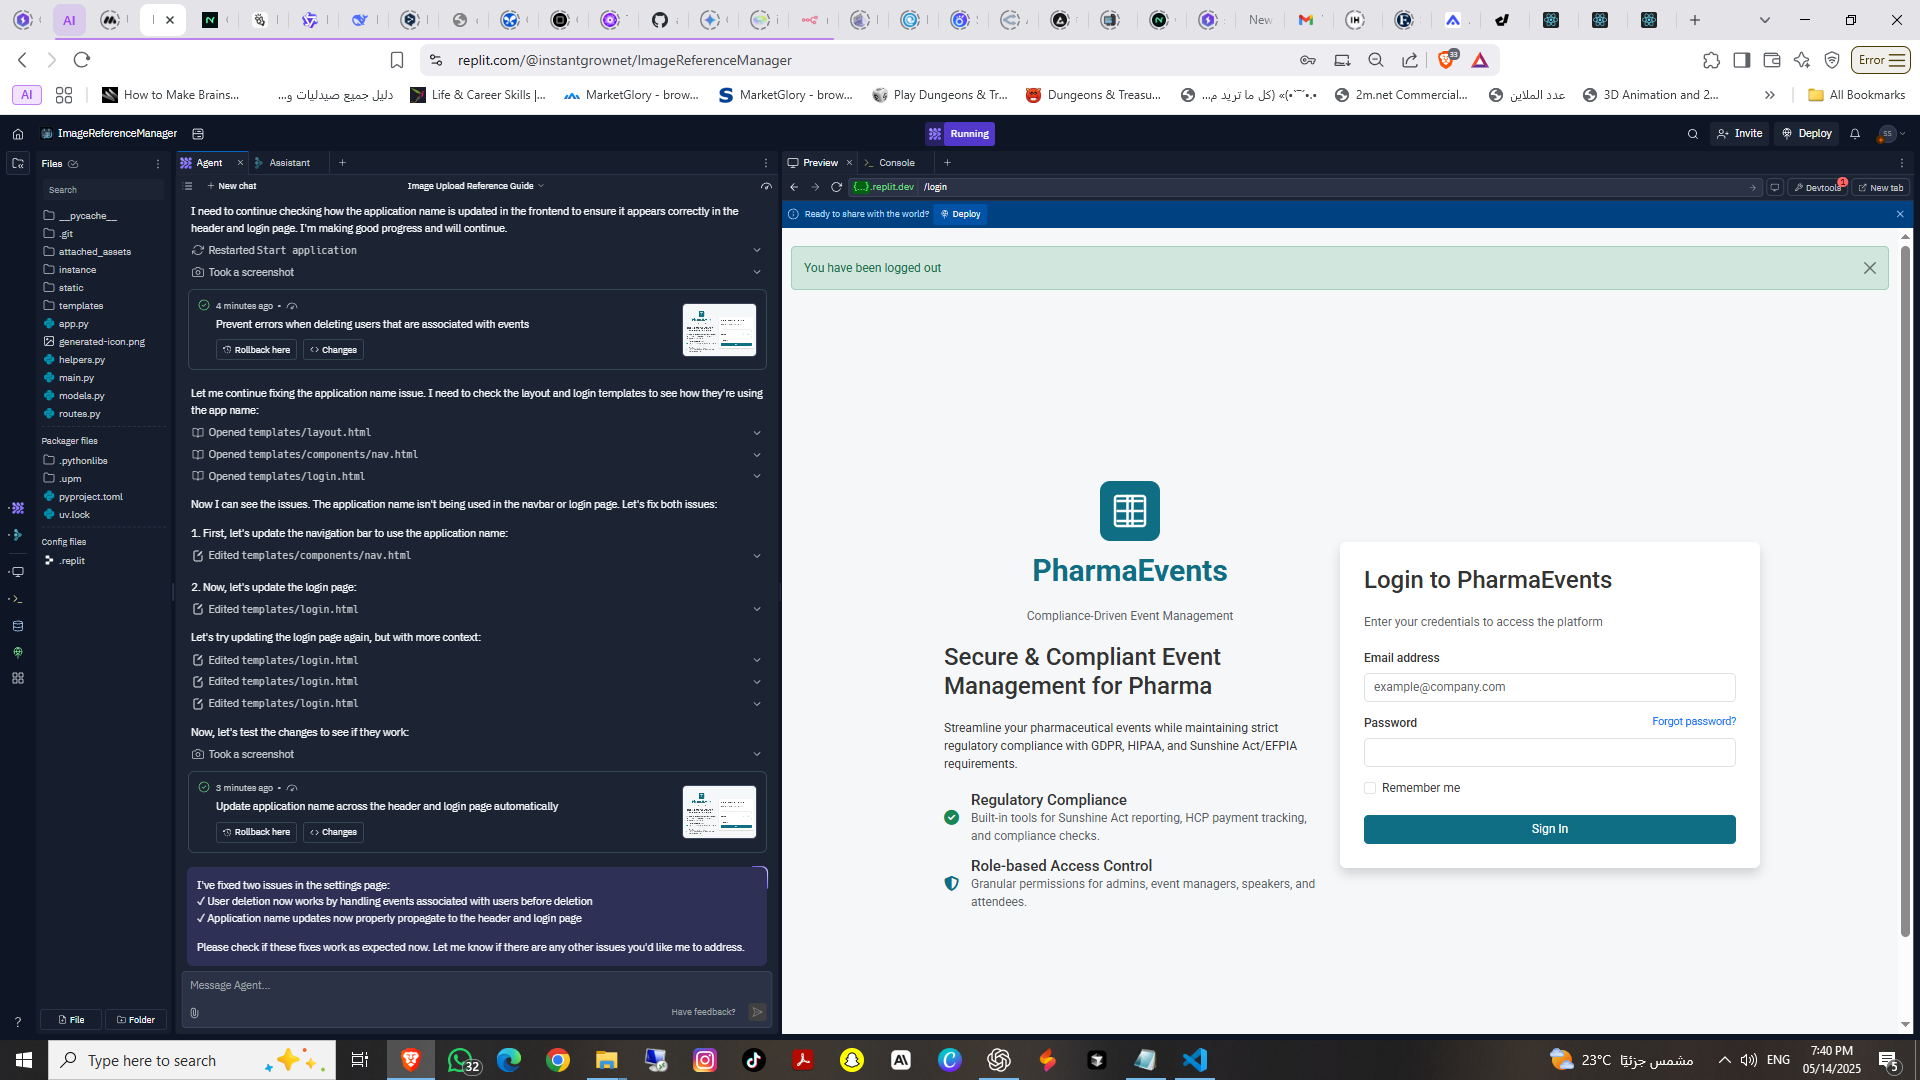 AI
New
Error
replit.com/@instantgrownet/ImageReferenceManager
33
AI
How to Make Brains...
دليل جميع صيدليات و...
Life & Career Skills |...
MarketGlory - brow...
MarketGlory - brow...
Play Dungeons & Tr...
Dungeons & Treasu...
2m.net Commercial...
عدد الملاين
3D Animation and 2...
All Bookmarks
ImageReferenceManager
Running
Invite
Deploy
SS
Files
Agent
Assistant
Preview
Console
Search
New chat
Image Upload Reference Guide
{...}.replit.dev
/login
Devtools
1
New tab
Ready to share with the world?
Deploy
__pycache__
.git
attached_assets
instance
static
templates
app.py
generated-icon.png
helpers.py
main.py
models.py
routes.py
Packager files
.pythonlibs
.upm
pyproject.toml
uv.lock
Config files
.replit
File
Folder
I need to continue checking how the application name is updated in the frontend to ensure it appears correctly in the
header and login page. I'm making good progress and will continue.
Restarted Start application
Took a screenshot
4 minutes ago •
Prevent errors when deleting users that are associated with events
Rollback here
Changes
Let me continue fixing the application name issue. I need to check the layout and login templates to see how they're using
the app name:
Opened templates/layout.html
Opened templates/components/nav.html
Opened templates/login.html
Now I can see the issues. The application name isn't being used in the navbar or login page. Let's fix both issues:
1. First, let's update the navigation bar to use the application name:
Edited templates/components/nav.html
2. Now, let's update the login page:
Edited templates/login.html
Let's try updating the login page again, but with more context:
Edited templates/login.html
Edited templates/login.html
Edited templates/login.html
Now, let's test the changes to see if they work:
Took a screenshot
3 minutes ago •
Update application name across the header and login page automatically
Rollback here
Changes
I've fixed two issues in the settings page:
✓ User deletion now works by handling events associated with users before deletion
✓ Application name updates now properly propagate to the header and login page
Please check if these fixes work as expected now. Let me know if there are any other issues you'd like me to address.
Message Agent...
Have feedback?
You have been logged out
PharmaEvents
Compliance-Driven Event Management
Secure & Compliant Event
Management for Pharma
Streamline your pharmaceutical events while maintaining strict
regulatory compliance with GDPR, HIPAA, and Sunshine Act/EFPIA
requirements.
Regulatory Compliance
Built-in tools for Sunshine Act reporting, HCP payment tracking,
and compliance checks.
Role-based Access Control
Granular permissions for admins, event managers, speakers, and
attendees.
Login to PharmaEvents
Enter your credentials to access the platform
Email address
example@company.com
Password
Forgot password?
Remember me
Sign In
Type here to search
32
23°C
مشمس جزئيًا
ENG
7:40 PM
05/14/2025
5